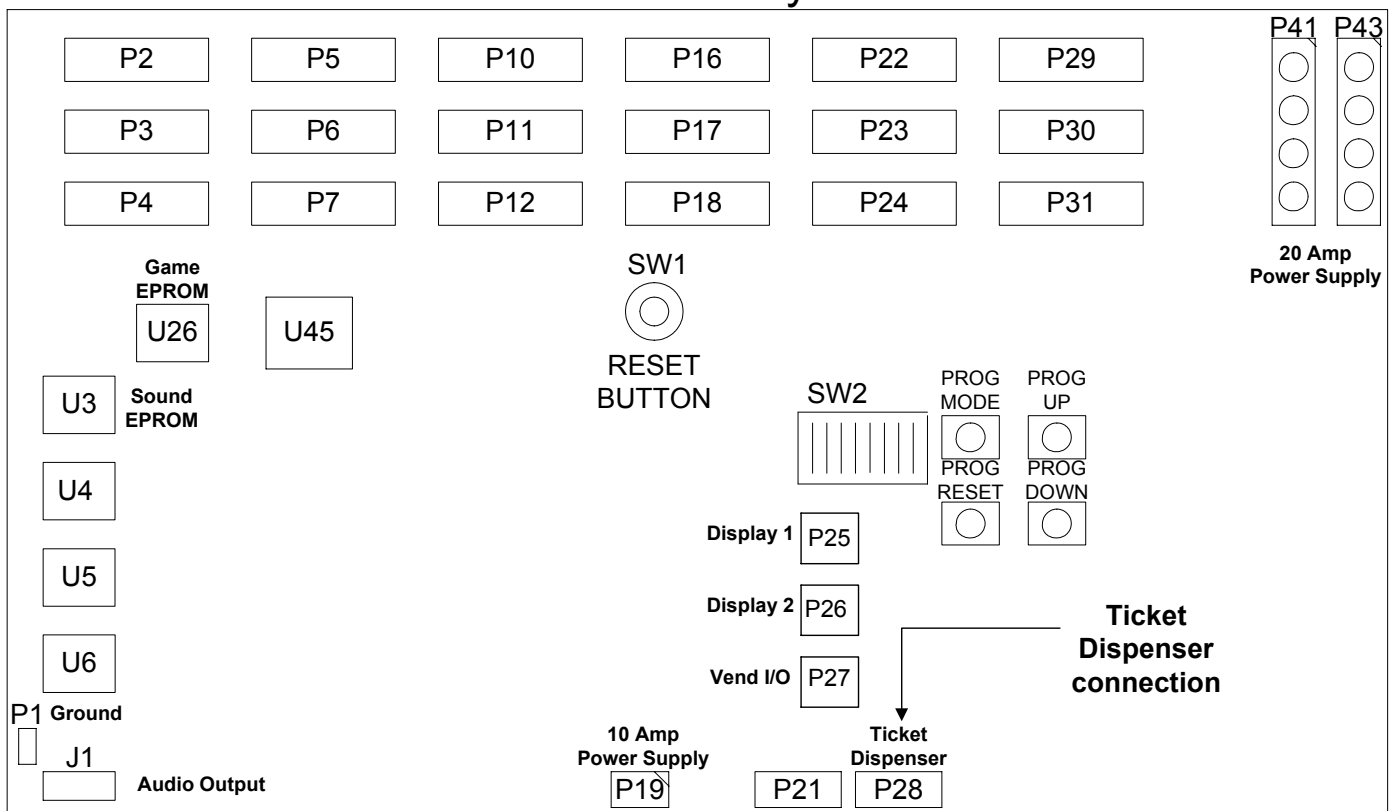 P41 P43
P2 P5 P10 P16 P22 P29
P3 P6 P11 P17 P23 P30
P4 P7 P12 P18 P24 P31
20 Amp
Power Supply
Game
EPROM
U26
U45
SW1
RESET
BUTTON
U3
Sound
EPROM
SW2
PROG
MODE
PROG
UP
PROG
RESET
PROG
DOWN
U4
Display 1
P25
U5
Display 2
P26
Ticket
Dispenser
connection
U6
Vend I/O
P27
P1 Ground
J1
Audio Output
10 Amp
Power Supply
P19
P21
Ticket
Dispenser
P28